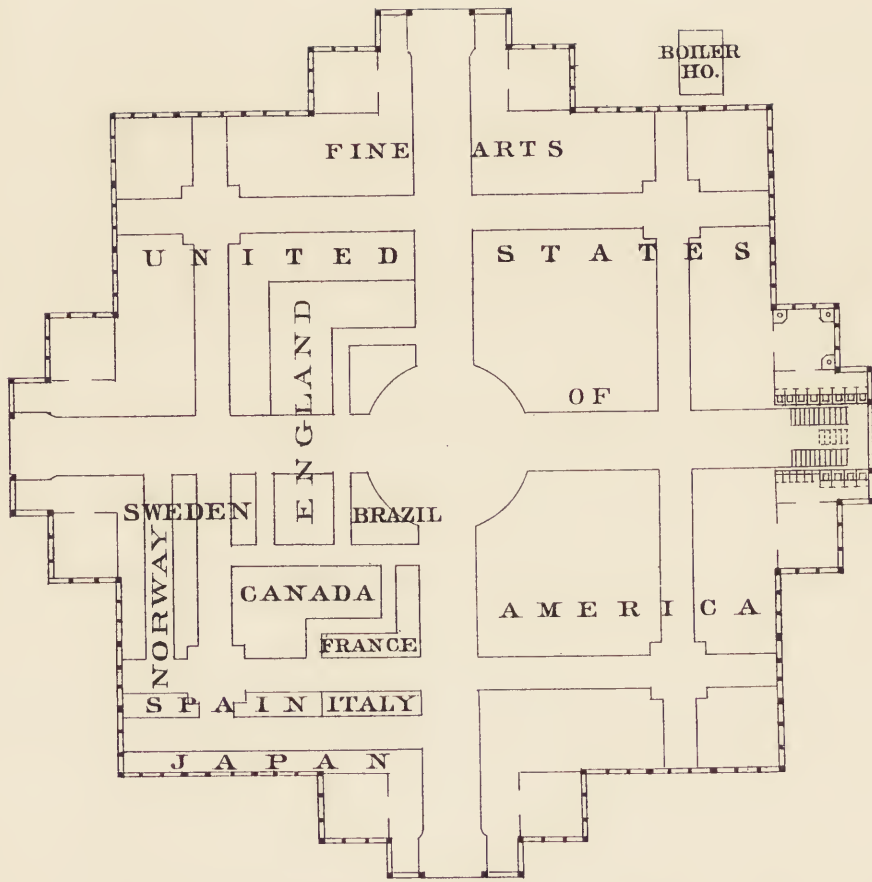 BOILER
HO.
FINE ARTS
UNITED STATES
ENGLAND
OF
SWEDEN
BRAZIL
NORWAY
CANADA
AMERICA
FRANCE
SPAIN
ITALY
JAPAN